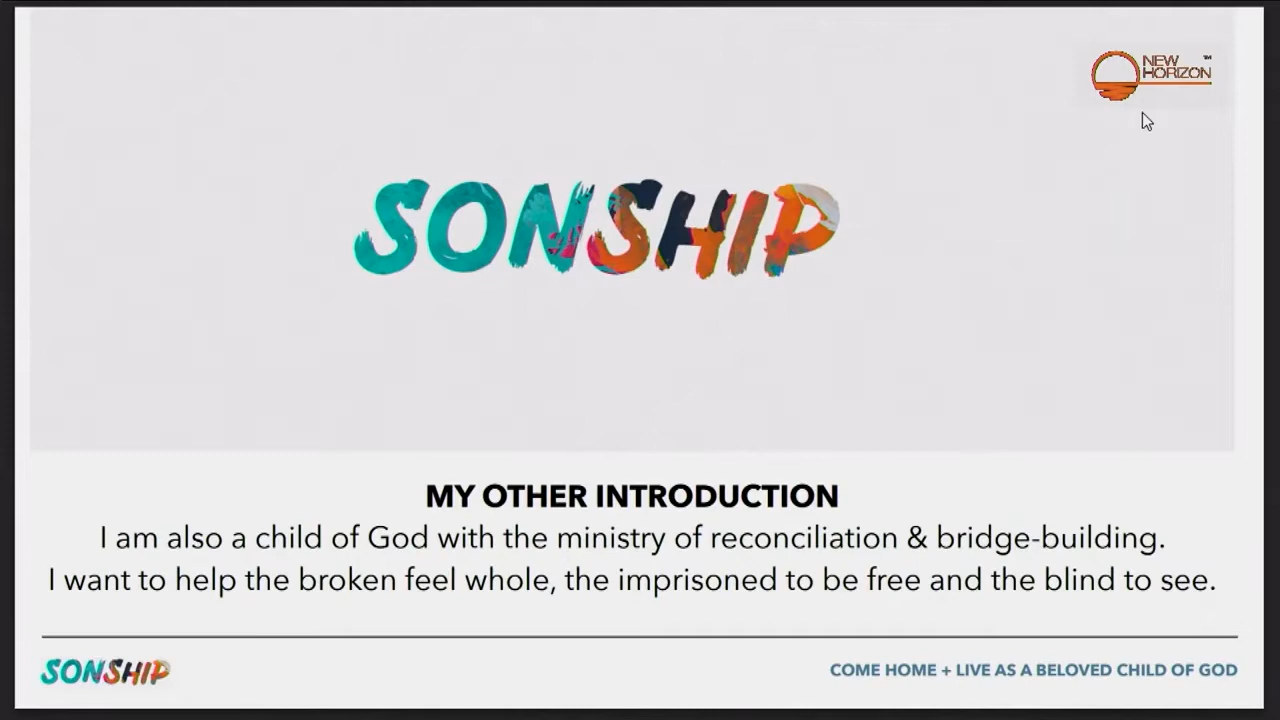 NEW
HORIZON
TM
SONSHIP
MY OTHER INTRODUCTION
I am also a child of God with the ministry of reconciliation & bridge-building.
I want to help the broken feel whole, the imprisoned to be free and the blind to see.
SONSHIP
COME HOME + LIVE AS A BELOVED CHILD OF GOD